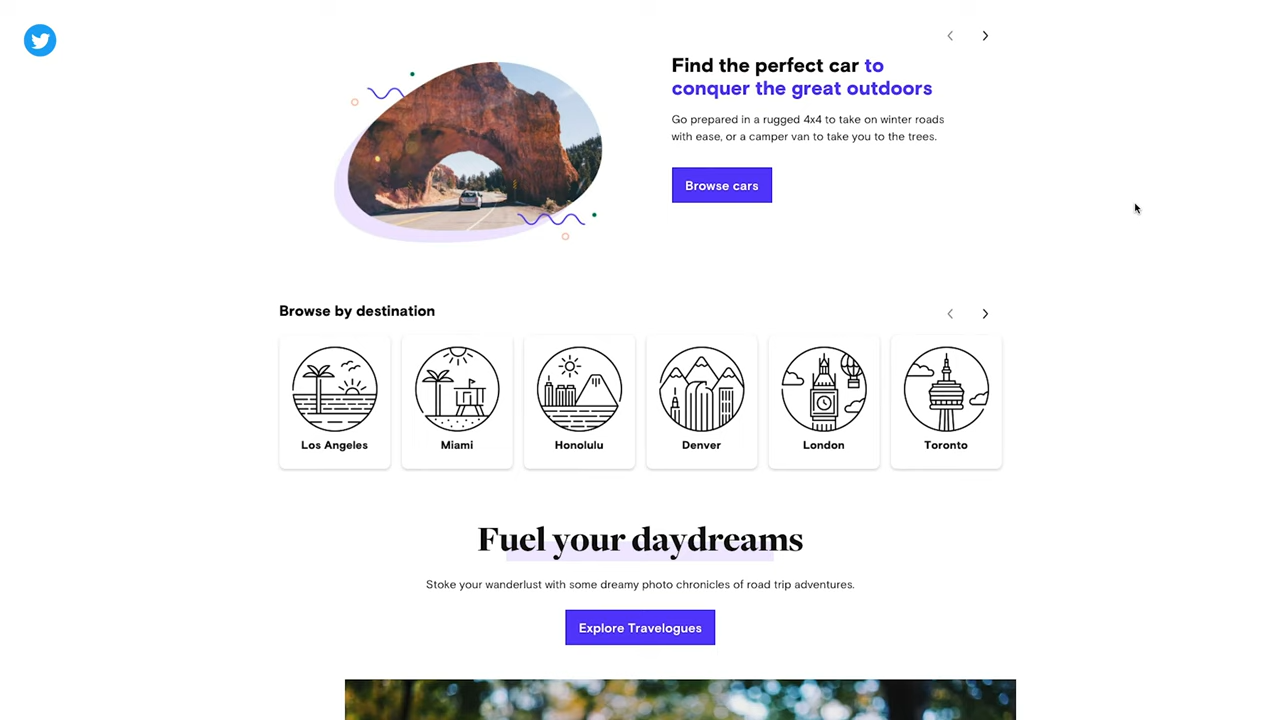 Find the perfect car to
conquer the great outdoors
Go prepared in a rugged 4x4 to take on winter roads
with ease, or a camper van to take you to the trees.
Browse cars
Browse by destination
Los Angeles
Miami
Honolulu
Denver
London
Toronto
Fuel your daydreams
Stoke your wanderlust with some dreamy photo chronicles of road trip adventures.
Explore Travelogues